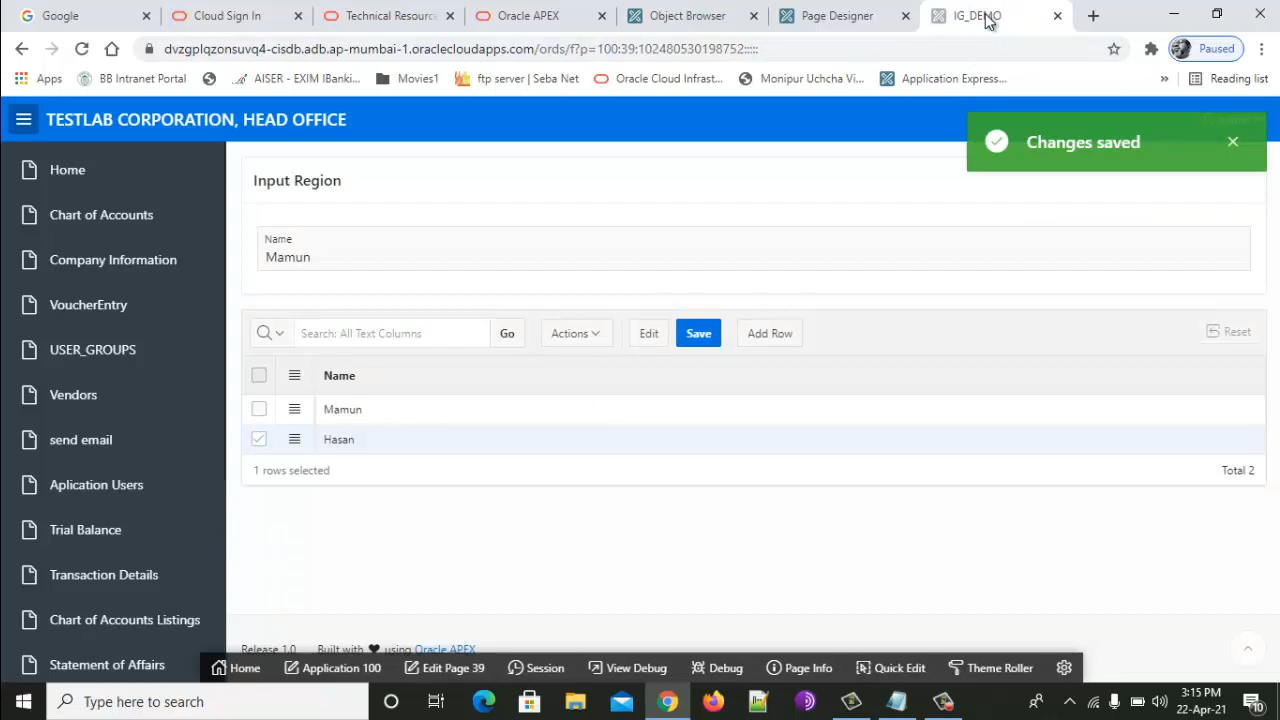 Google
Cloud Sign In
Technical Resourc
Oracle APEX
Object Browser
Page Designer
IG_DEMO
dvzgplqzonsuvq4-cisdb.adb.ap-mumbai-1.oraclecloudapps.com/ords/f?p=100:39:102480530198752:::::
Paused
Apps
BB Intranet Portal
AISER - EXIM IBanki...
Movies1
ftp server | Seba Net
Oracle Cloud Infrast...
Monipur Uchcha Vi...
Application Express...
»
Reading list
TESTLAB CORPORATION, HEAD OFFICE
Changes saved
Home
Chart of Accounts
Company Information
VoucherEntry
USER_GROUPS
Vendors
send email
Aplication Users
Trial Balance
Transaction Details
Chart of Accounts Listings
Statement of Affairs
Input Region
Name
Mamun
Search: All Text Columns
Go
Actions
Edit
Save
Add Row
Reset
Name
Mamun
Hasan
1 rows selected
Total 2
Release 1.0
Built with ♥ using Oracle APEX
Home
Application 100
Edit Page 39
Session
View Debug
Debug
Page Info
Quick Edit
Theme Roller
Type here to search
3:15 PM
22-Apr-21
10